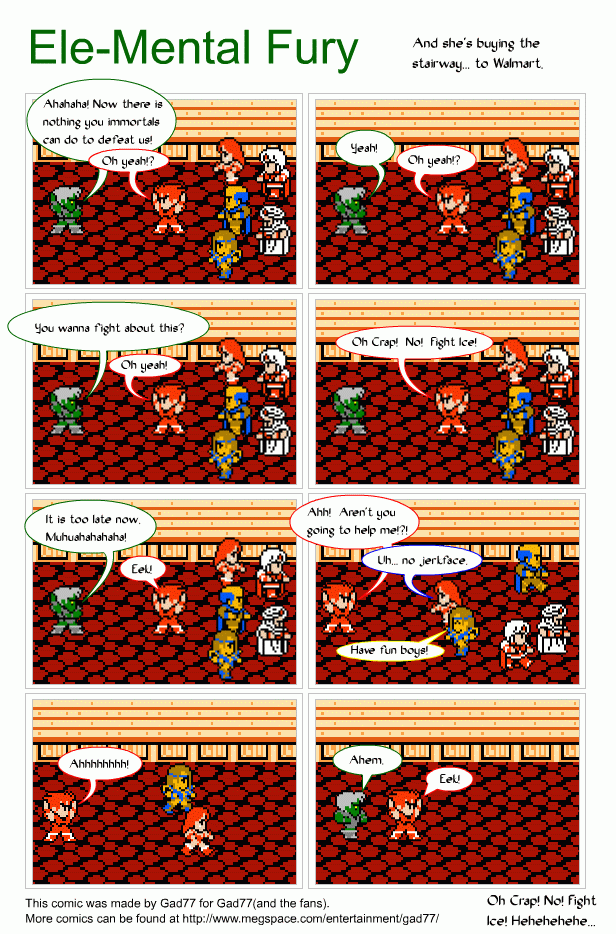 Ele-Mental Fury
And she's buying the
stairway... to Walmart.
Ahahaha! Now there is
nothing you immortals
can do to defeat us!
Oh yeah!?
Yeah!
Oh yeah!?
You wanna fight about this?
Oh yeah!
Oh Crap! No! Fight Ice!
It is too late now.
Muhuahahahaha!
Eek!
Ahh! Aren't you
going to help me!?!
Uh... no jerkface.
Have fun boys!
Ahhhhhhhh!
Ahem.
Eek!
This comic was made by Gad77 for Gad77(and the fans).
More comics can be found at http://www.megspace.com/entertainment/gad77/
Oh Crap! No! Fight
Ice! Hehehehehe...